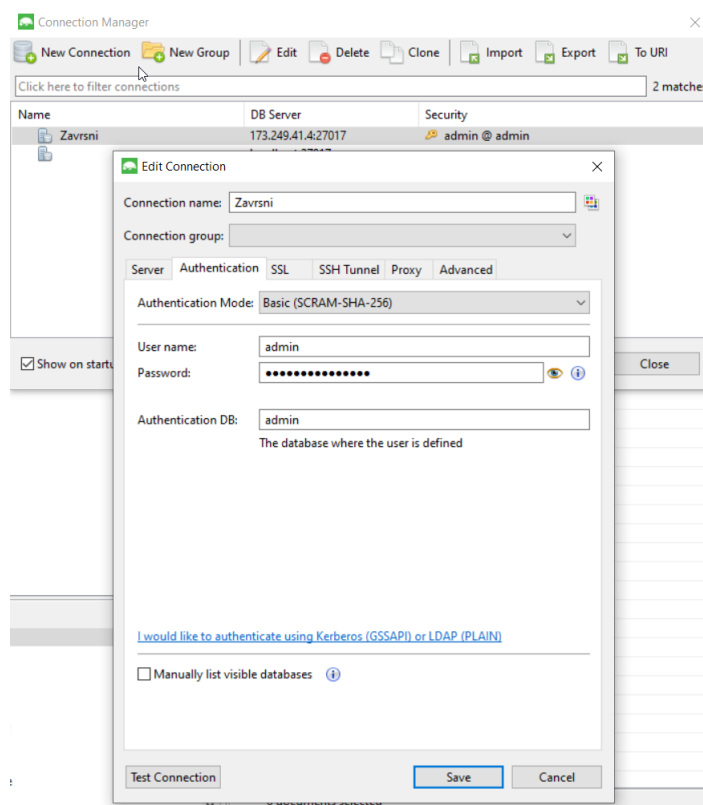 Connection Manager
New Connection New Group Edit Delete Clone Import Export To URI
Click here to filter connections 2 matches
Name DB Server Security
Zavrsni 173.249.41.4:27017 admin @ admin
Edit Connection
Connection name: Zavrsni
Connection group:
Server Authentication SSL SSH Tunnel Proxy Advanced
Authentication Mode: Basic (SCRAM-SHA-256)
User name: admin
Password: •••••••••••••••
Authentication DB: admin
The database where the user is defined
Show on startu Close
I would like to authenticate using Kerberos (GSSAPI) or LDAP (PLAIN)
Manually list visible databases
Test Connection Save Cancel